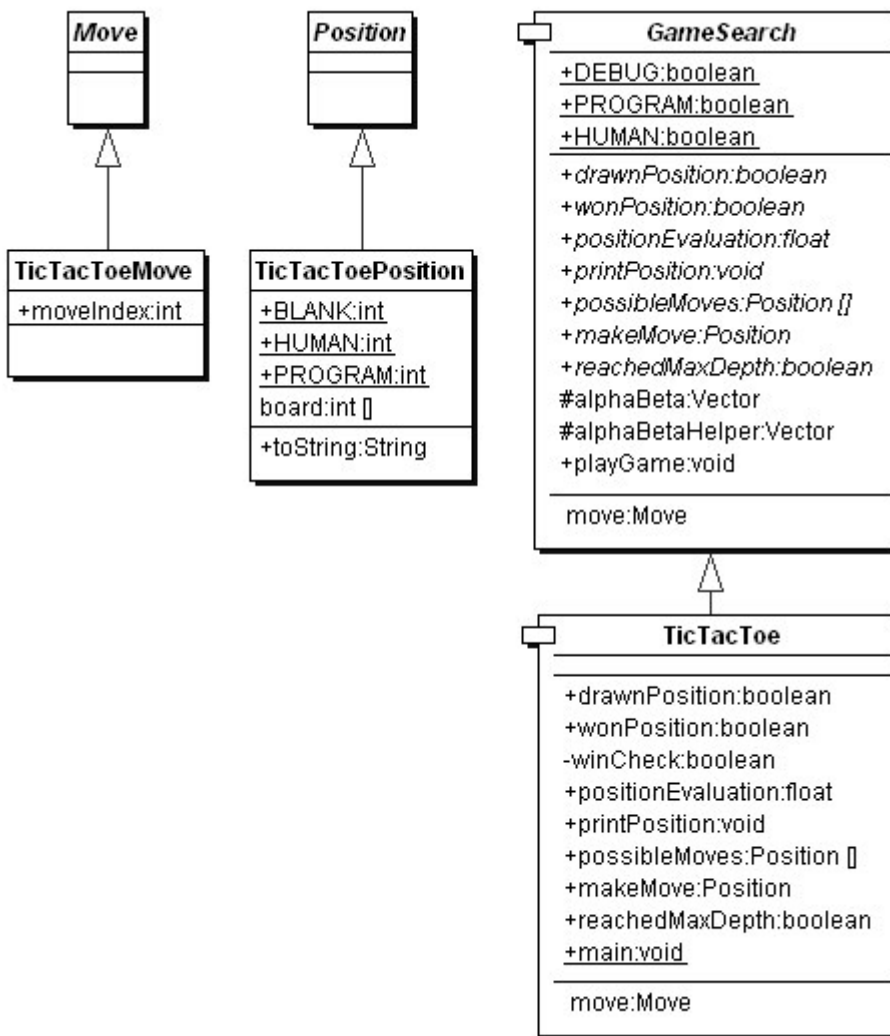 Move
TicTacToeMove
+moveIndex:int
Position
TicTacToePosition
+BLANK:int
+HUMAN:int
+PROGRAM:int
board:int []
+toString:String
GameSearch
+DEBUG:boolean
+PROGRAM:boolean
+HUMAN:boolean
+drawnPosition:boolean
+wonPosition:boolean
+positionEvaluation:float
+printPosition:void
+possibleMoves:Position []
+makeMove:Position
+reachedMaxDepth:boolean
#alphaBeta:Vector
#alphaBetaHelper:Vector
+playGame:void
move:Move
TicTacToe
+drawnPosition:boolean
+wonPosition:boolean
-winCheck:boolean
+positionEvaluation:float
+printPosition:void
+possibleMoves:Position []
+makeMove:Position
+reachedMaxDepth:boolean
+main:void
move:Move